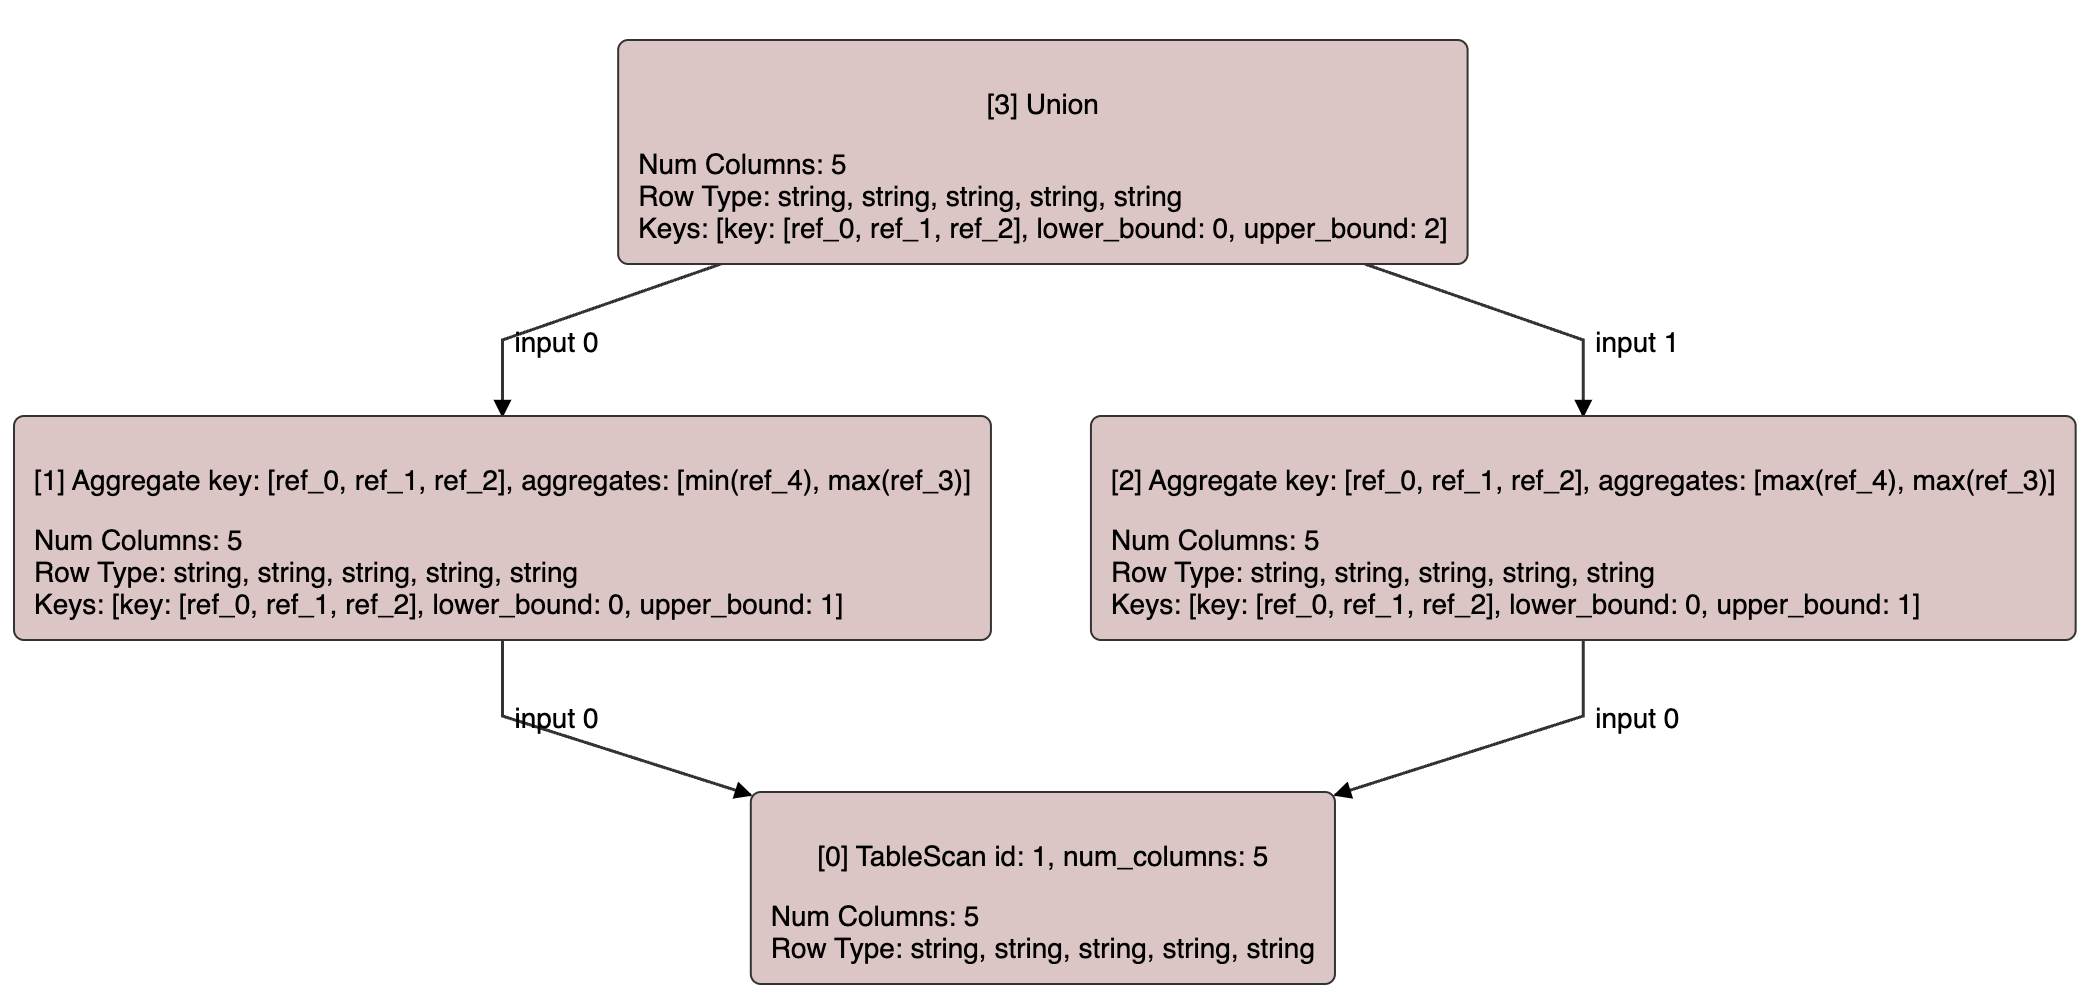 [3] Union
Num Columns: 5
Row Type: string, string, string, string, string
Keys: [key: [ref_0, ref_1, ref_2], lower_bound: 0, upper_bound: 2]
input 0
input 1
[1] Aggregate key: [ref_0, ref_1, ref_2], aggregates: [min(ref_4), max(ref_3)]
Num Columns: 5
Row Type: string, string, string, string, string
Keys: [key: [ref_0, ref_1, ref_2], lower_bound: 0, upper_bound: 1]
[2] Aggregate key: [ref_0, ref_1, ref_2], aggregates: [max(ref_4), max(ref_3)]
Num Columns: 5
Row Type: string, string, string, string, string
Keys: [key: [ref_0, ref_1, ref_2], lower_bound: 0, upper_bound: 1]
input 0
input 0
[0] TableScan id: 1, num_columns: 5
Num Columns: 5
Row Type: string, string, string, string, string